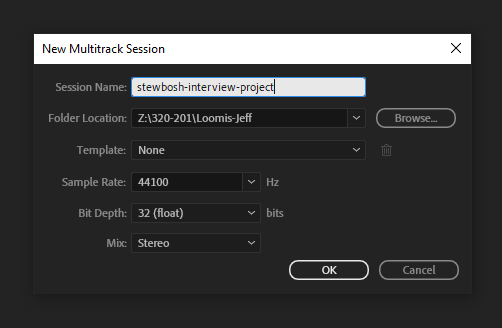 New Multitrack Session
Session Name: stewbosh-interview-project
Folder Location: Z:\320-201\Loomis-Jeff Browse...
Template: None
Sample Rate: 44100 Hz
Bit Depth: 32 (float) bits
Mix: Stereo
OK Cancel